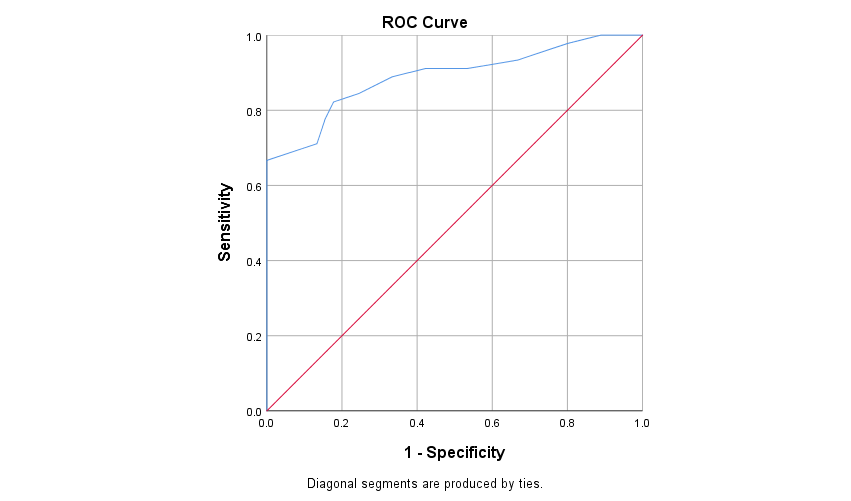 ROC Curve
1.0
0.8
0.6
0.4
0.2
0.0
Sensitivity
0.0 0.2 0.4 0.6 0.8 1.0
1 - Specificity
Diagonal segments are produced by ties.